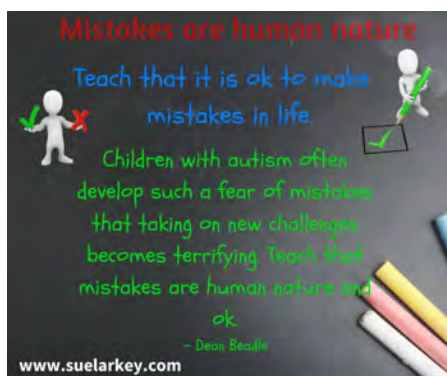 Mistakes are human nature
Teach that it is ok to make
mistakes in life.
Children with autism often
develop such a fear of mistakes
that taking on new challenges
becomes terrifying. Teach that
mistakes are human nature and
ok.
- Dean Beadle
www.suelarkey.com